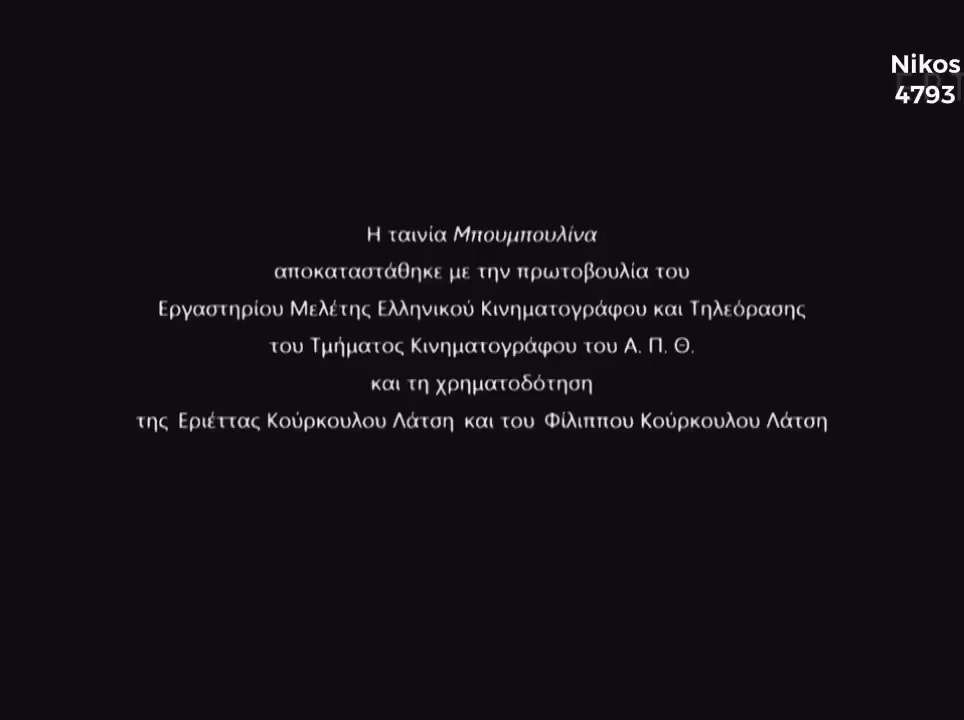 Nikos
4793
Η ταινία Μπουμπουλίνα
αποκαταστάθηκε με την πρωτοβουλία του
Εργαστηρίου Μελέτης Ελληνικού Κινηματογράφου και Τηλεόρασης
του Τμήματος Κινηματογράφου του Α. Π. Θ.
και τη χρηματοδότηση
της Εριέττας Κούρκουλου Λάτση και του Φίλιππου Κούρκουλου Λάτση